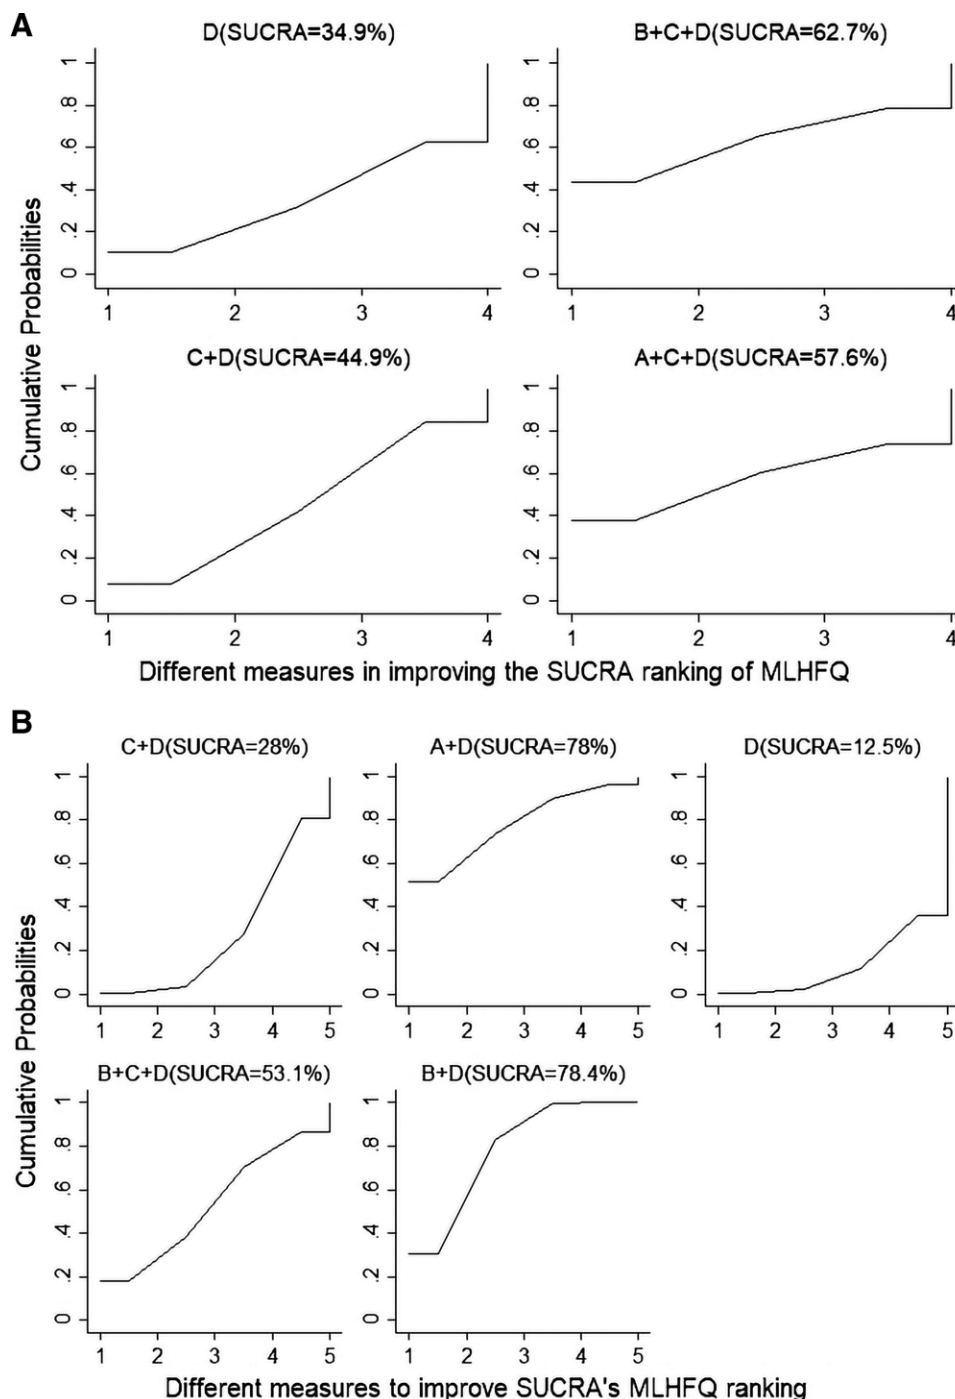 A
D(SUCRA=34.9%)
B+C+D(SUCRA=62.7%)
0 .2 .4 .6 .8 1
1 2 3 4
0 .2 .4 .6 .8 1
1 2 3 4
C+D(SUCRA=44.9%)
A+C+D(SUCRA=57.6%)
0 .2 .4 .6 .8 1
1 2 3 4
0 .2 .4 .6 .8 1
1 2 3 4
Cumulative Probabilities
Different measures in improving the SUCRA ranking of MLHFQ
B
C+D(SUCRA=28%)
A+D(SUCRA=78%)
D(SUCRA=12.5%)
0 .2 .4 .6 .8 1
1 2 3 4 5
0 .2 .4 .6 .8 1
1 2 3 4 5
0 .2 .4 .6 .8 1
1 2 3 4 5
B+C+D(SUCRA=53.1%)
B+D(SUCRA=78.4%)
0 .2 .4 .6 .8 1
1 2 3 4 5
0 .2 .4 .6 .8 1
1 2 3 4 5
Cumulative Probabilities
Different measures to improve SUCRA's MLHFQ ranking